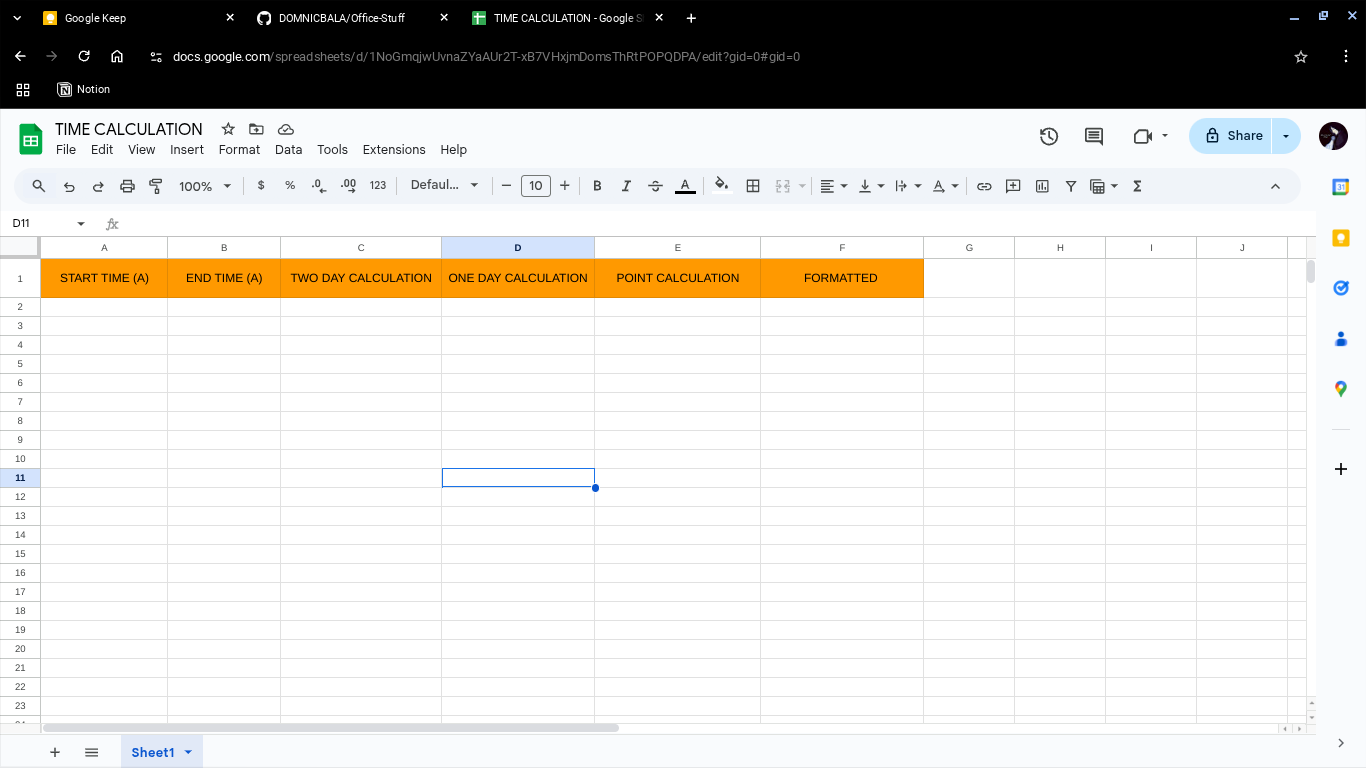 Google Keep
DOMNICBALA/Office-Stuff
TIME CALCULATION - Google S
docs.google.com/spreadsheets/d/1NoGmqjwUvnaZYaAUr2T-xB7VHxjmDomsThRtPOPQDPA/edit?gid=0#gid=0
Notion
TIME CALCULATION
File Edit View Insert Format Data Tools Extensions Help
Share
100% $ % .0 .00 123 Defaul... 10 B I S A Σ
31
D11 fx
A B C D E F G H I J
1 START TIME (A) END TIME (A) TWO DAY CALCULATION ONE DAY CALCULATION POINT CALCULATION FORMATTED
2
3
4
5
6
7
8
9
10
11
12
13
14
15
16
17
18
19
20
21
22
23
24
Sheet1